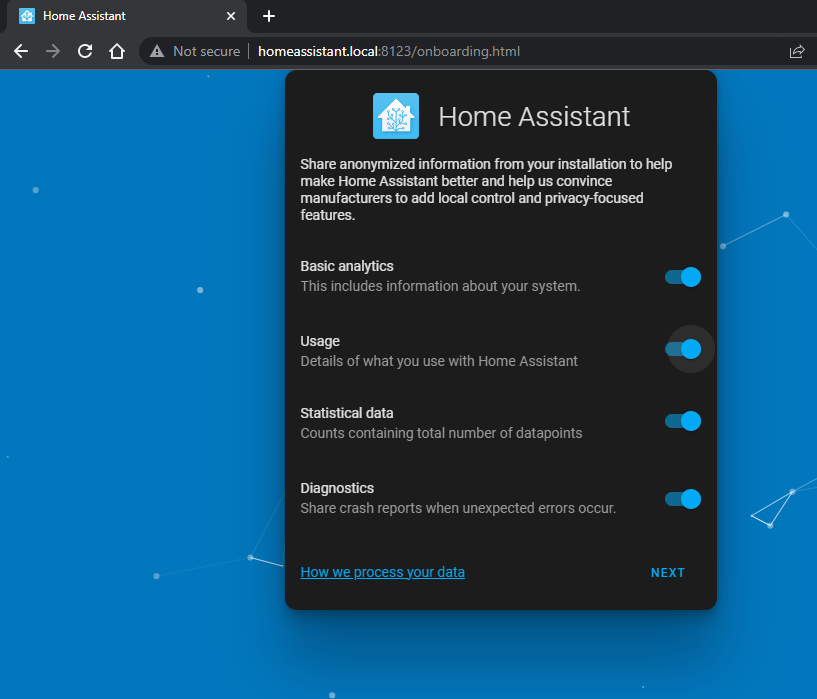 Home Assistant
Not secure
homeassistant.local:8123/onboarding.html
Home Assistant
Share anonymized information from your installation to help
make Home Assistant better and help us convince
manufacturers to add local control and privacy-focused
features.
Basic analytics
This includes information about your system.
Usage
Details of what you use with Home Assistant
Statistical data
Counts containing total number of datapoints
Diagnostics
Share crash reports when unexpected errors occur.
How we process your data
NEXT